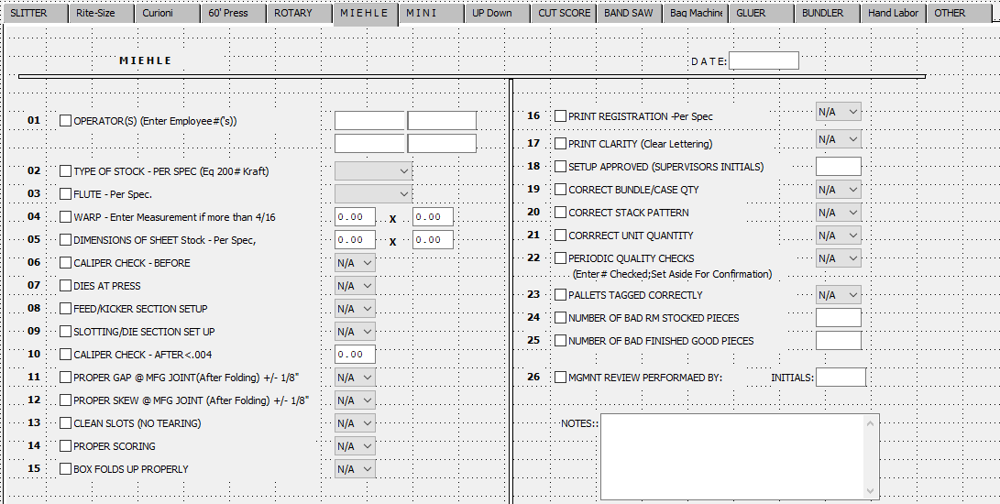 SLITTER Rite-Size Curioni 60' Press ROTARY M I E H L E M I N I UP Down CUT SCORE BAND SAW Bag Machine GLUER BUNDLER Hand Labor OTHER
M I E H L E
D A T E:
01 OPERATOR(S) (Enter Employee#('s))
02 TYPE OF STOCK - PER SPEC (Eq 200# Kraft)
03 FLUTE - Per Spec.
04 WARP - Enter Measurement if more than 4/16 0.00 X 0.00
05 DIMENSIONS OF SHEET Stock - Per Spec, 0.00 X 0.00
06 CALIPER CHECK - BEFORE N/A
07 DIES AT PRESS N/A
08 FEED/KICKER SECTION SETUP N/A
09 SLOTTING/DIE SECTION SET UP N/A
10 CALIPER CHECK - AFTER<.004 0.00
11 PROPER GAP @ MFG JOINT(After Folding) +/- 1/8" N/A
12 PROPER SKEW @ MFG JOINT (After Folding) +/- 1/8" N/A
13 CLEAN SLOTS (NO TEARING) N/A
14 PROPER SCORING N/A
15 BOX FOLDS UP PROPERLY N/A
16 PRINT REGISTRATION -Per Spec N/A
17 PRINT CLARITY (Clear Lettering) N/A
18 SETUP APPROVED (SUPERVISORS INITIALS)
19 CORRECT BUNDLE/CASE QTY N/A
20 CORRECT STACK PATTERN N/A
21 CORRRECT UNIT QUANTITY N/A
22 PERIODIC QUALITY CHECKS N/A
(Enter# Checked;Set Aside For Confirmation)
23 PALLETS TAGGED CORRECTLY N/A
24 NUMBER OF BAD RM STOCKED PIECES
25 NUMBER OF BAD FINISHED GOOD PIECES
26 MGMNT REVIEW PERFORMAED BY: INITIALS:
NOTES::